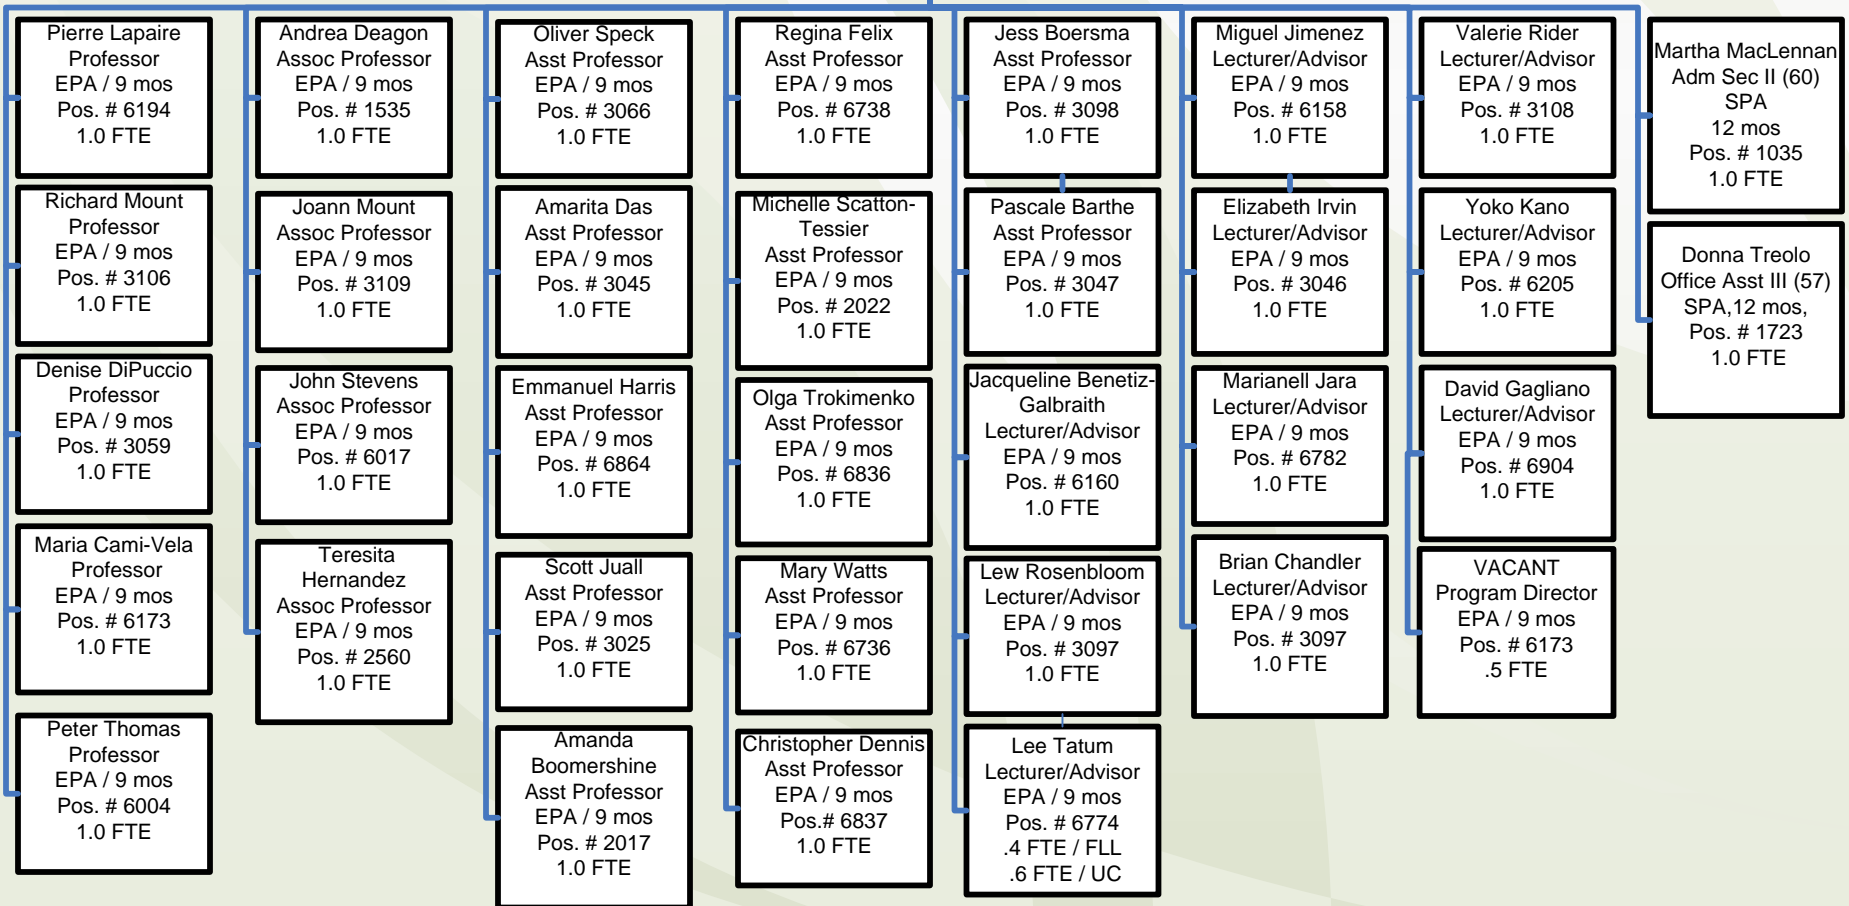 Pierre Lapaire
Professor
EPA / 9 mos
Pos. # 6194
1.0 FTE
Richard Mount
Professor
EPA / 9 mos
Pos. # 3106
1.0 FTE
Denise DiPuccio
Professor
EPA / 9 mos
Pos. # 3059
1.0 FTE
Maria Cami-Vela
Professor
EPA / 9 mos
Pos. # 6173
1.0 FTE
Peter Thomas
Professor
EPA / 9 mos
Pos. # 6004
1.0 FTE
Andrea Deagon
Assoc Professor
EPA / 9 mos
Pos. # 1535
1.0 FTE
Joann Mount
Assoc Professor
EPA / 9 mos
Pos. # 3109
1.0 FTE
John Stevens
Assoc Professor
EPA / 9 mos
Pos. # 6017
1.0 FTE
Teresita
Hernandez
Assoc Professor
EPA / 9 mos
Pos. # 2560
1.0 FTE
Oliver Speck
Asst Professor
EPA / 9 mos
Pos. # 3066
1.0 FTE
Amarita Das
Asst Professor
EPA / 9 mos
Pos. # 3045
1.0 FTE
Emmanuel Harris
Asst Professor
EPA / 9 mos
Pos. # 6864
1.0 FTE
Scott Juall
Asst Professor
EPA / 9 mos
Pos. # 3025
1.0 FTE
Amanda
Boomershine
Asst Professor
EPA / 9 mos
Pos. # 2017
1.0 FTE
Regina Felix
Asst Professor
EPA / 9 mos
Pos. # 6738
1.0 FTE
Michelle Scatton-
Tessier
Asst Professor
EPA / 9 mos
Pos. # 2022
1.0 FTE
Olga Trokimenko
Asst Professor
EPA / 9 mos
Pos. # 6836
1.0 FTE
Mary Watts
Asst Professor
EPA / 9 mos
Pos. # 6736
1.0 FTE
Christopher Dennis
Asst Professor
EPA / 9 mos
Pos.# 6837
1.0 FTE
Jess Boersma
Asst Professor
EPA / 9 mos
Pos. # 3098
1.0 FTE
Pascale Barthe
Asst Professor
EPA / 9 mos
Pos. # 3047
1.0 FTE
Jacqueline Benetiz-
Galbraith
Lecturer/Advisor
EPA / 9 mos
Pos. # 6160
1.0 FTE
Lew Rosenbloom
Lecturer/Advisor
EPA / 9 mos
Pos. # 3097
1.0 FTE
Lee Tatum
Lecturer/Advisor
EPA / 9 mos
Pos. # 6774
.4 FTE / FLL
.6 FTE / UC
Miguel Jimenez
Lecturer/Advisor
EPA / 9 mos
Pos. # 6158
1.0 FTE
Elizabeth Irvin
Lecturer/Advisor
EPA / 9 mos
Pos. # 3046
1.0 FTE
Marianell Jara
Lecturer/Advisor
EPA / 9 mos
Pos. # 6782
1.0 FTE
Brian Chandler
Lecturer/Advisor
EPA / 9 mos
Pos. # 3097
1.0 FTE
Valerie Rider
Lecturer/Advisor
EPA / 9 mos
Pos. # 3108
1.0 FTE
Yoko Kano
Lecturer/Advisor
EPA / 9 mos
Pos. # 6205
1.0 FTE
David Gagliano
Lecturer/Advisor
EPA / 9 mos
Pos. # 6904
1.0 FTE
VACANT
Program Director
EPA / 9 mos
Pos. # 6173
.5 FTE
Martha MacLennan
Adm Sec II (60)
SPA
12 mos
Pos. # 1035
1.0 FTE
Donna Treolo
Office Asst III (57)
SPA,12 mos,
Pos. # 1723
1.0 FTE